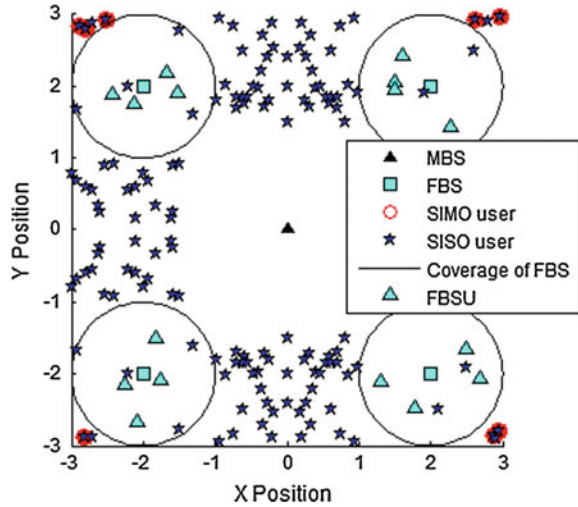 3
2
1
0
-1
-2
-3
Y Position
MBS
FBS
SIMO user
SISO user
Coverage of FBS
FBSU
-3 -2 -1 0 1 2 3
X Position